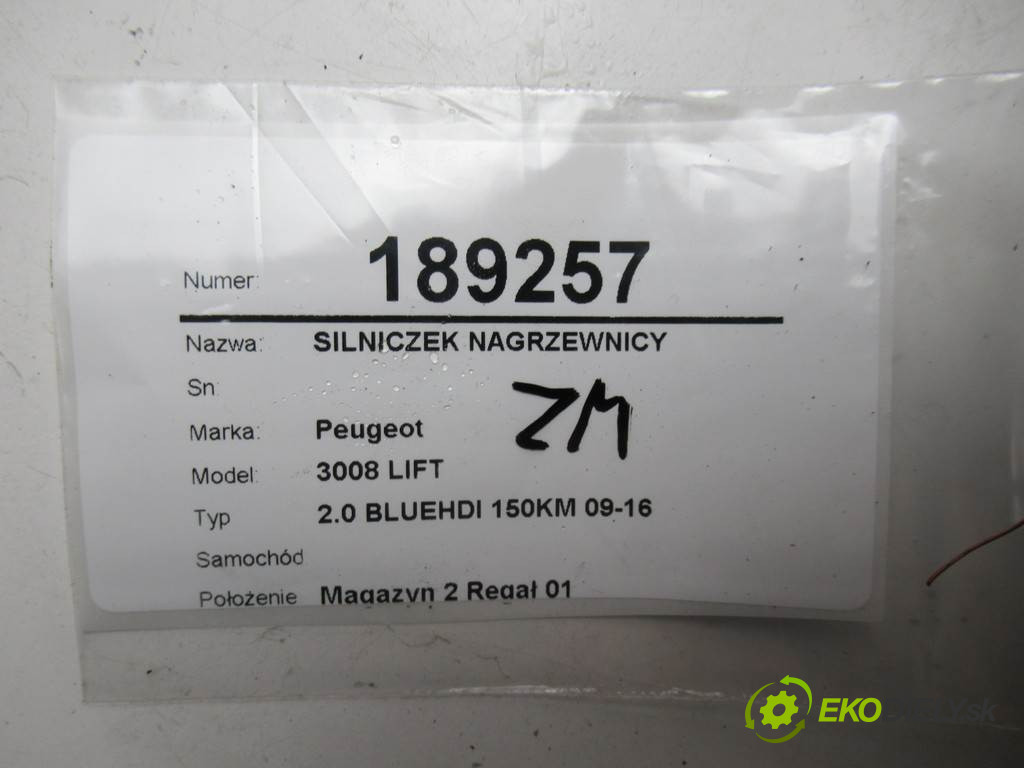 Numer: 189257
Nazwa: SILNICZEK NAGRZEWNICY
Sn
ZM
Marka: Peugeot
Model: 3008 LIFT
Typ 2.0 BLUEHDI 150KM 09-16
Samochód
Położenie Magazyn 2 Regał 01
EKO